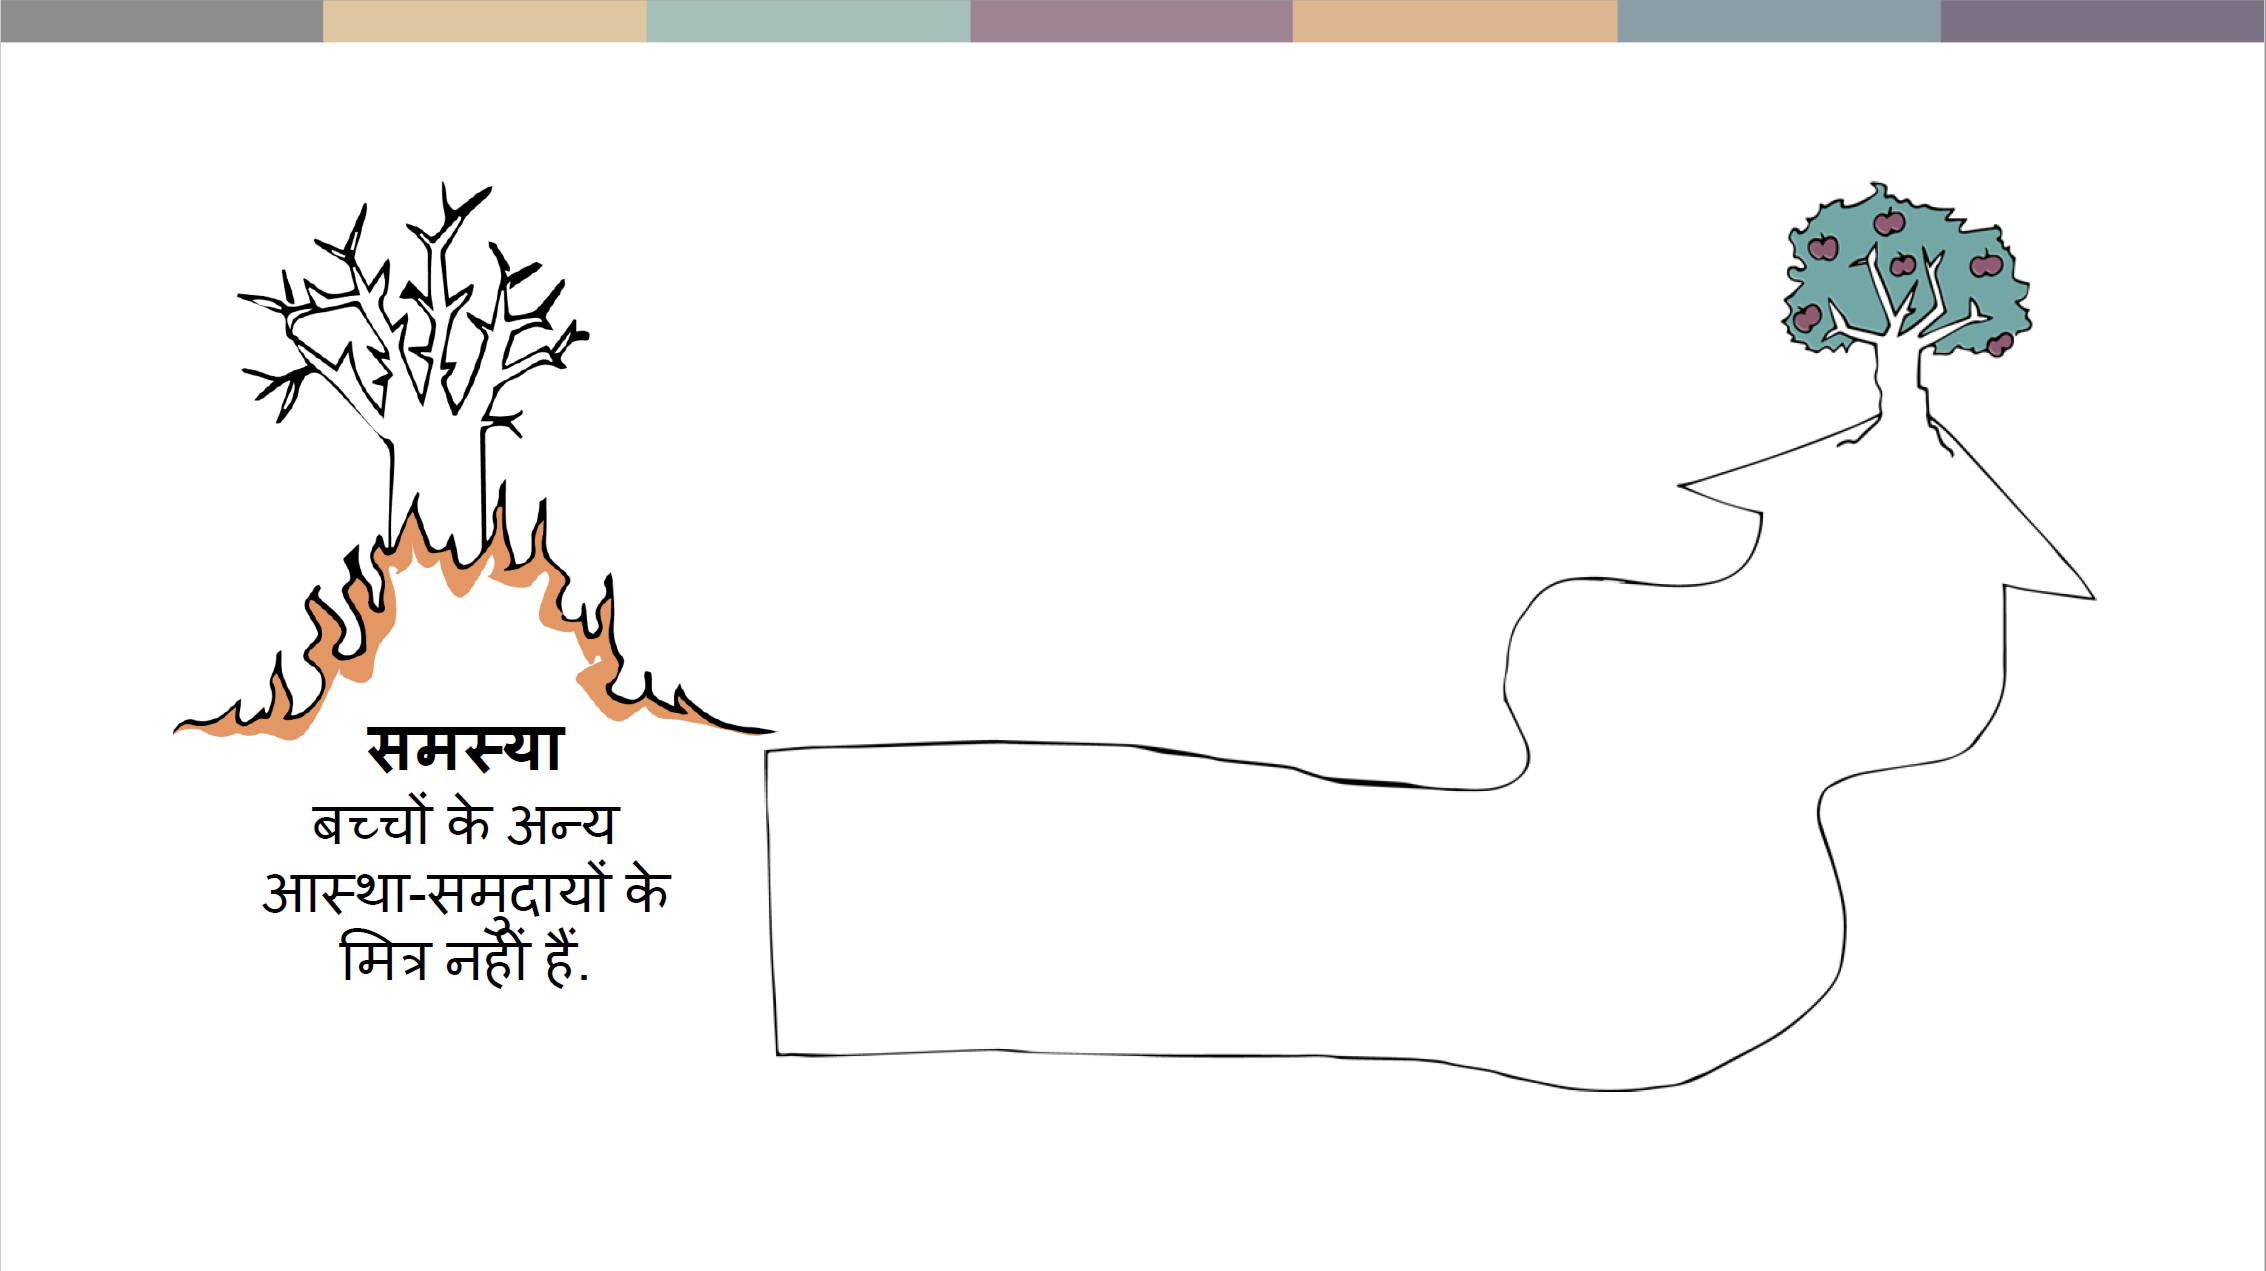 समस्या
बच्चों के अन्य
आस्था-समुदायों के
मित्र नहीं हैं.